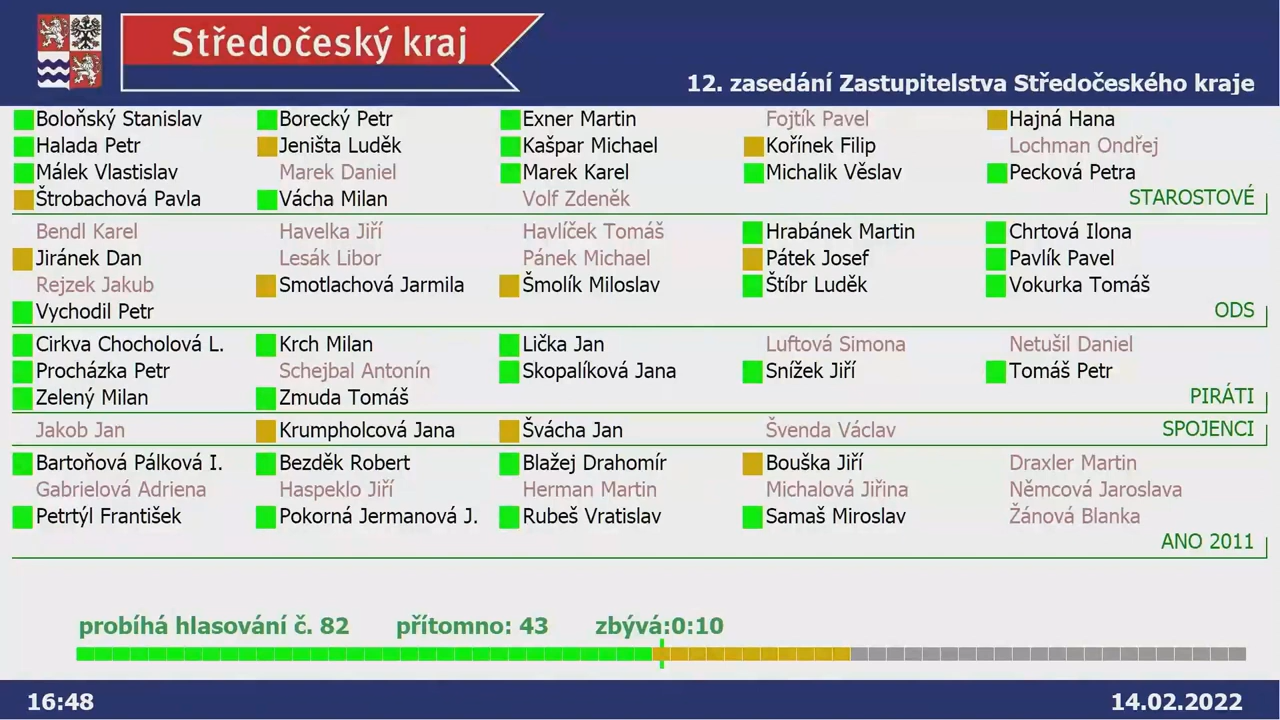 Středočeský kraj
12. zasedání Zastupitelstva Středočeského kraje
Boloňský Stanislav Borecký Petr Exner Martin Fojtík Pavel Hajná Hana
Halada Petr Jeništa Luděk Kašpar Michael Kořínek Filip Lochman Ondřej
Málek Vlastislav Marek Daniel Marek Karel Michalik Věslav Pecková Petra
Štrobachová Pavla Vácha Milan Volf Zdeněk STAROSTOVÉ
Bendl Karel Havelka Jiří Havlíček Tomáš Hrabánek Martin Chrtová Ilona
Jiránek Dan Lesák Libor Pánek Michael Pátek Josef Pavlík Pavel
Rejzek Jakub Smotlachová Jarmila Šmolík Miloslav Štíbr Luděk Vokurka Tomáš
Vychodil Petr ODS
Cirkva Chocholová L. Krch Milan Lička Jan Luftová Simona Netušil Daniel
Procházka Petr Schejbal Antonín Skopalíková Jana Snížek Jiří Tomáš Petr
Zelený Milan Zmuda Tomáš PIRÁTI
Jakob Jan Krumpholcová Jana Švácha Jan Švenda Václav SPOJENCI
Bartoňová Pálková I. Bezděk Robert Blažej Drahomír Bouška Jiří Draxler Martin
Gabrielová Adriena Haspeklo Jiří Herman Martin Michalová Jiřina Němcová Jaroslava
Petrtýl František Pokorná Jermanová J. Rubeš Vratislav Samaš Miroslav Žánová Blanka
ANO 2011
probíhá hlasování č. 82 přítomno: 43 zbývá:0:10
16:48 14.02.2022